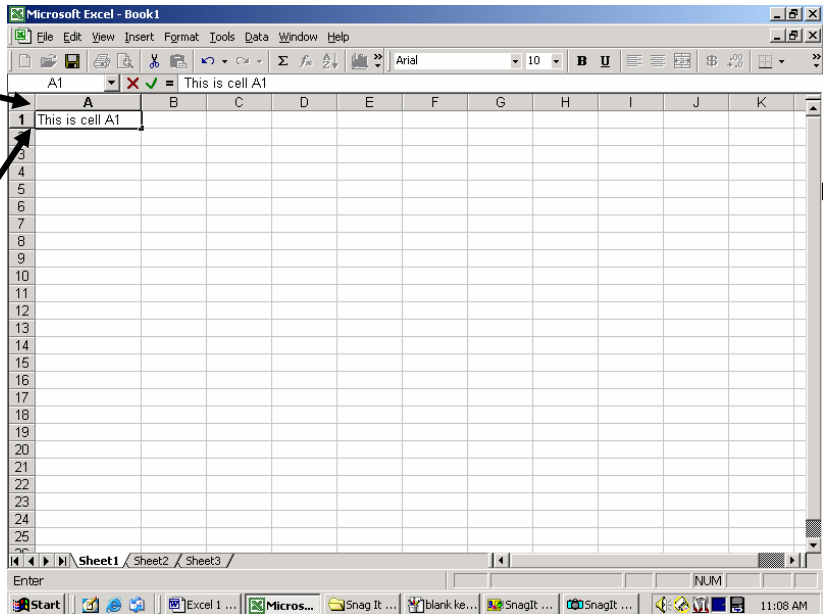 Microsoft Excel - Book1
File Edit View Insert Format Tools Data Window Help
Arial 10 B U $
A1 = This is cell A1
A B C D E F G H I J K
1 This is cell A1
3
4
5
6
7
8
9
10
11
12
13
14
15
16
17
18
19
20
21
22
23
24
25
Sheet1 Sheet2 Sheet3
Enter NUM
Start Excel 1 ... Micros... Snag It ... blank ke... SnagIt ... SnagIt ... 11:08 AM